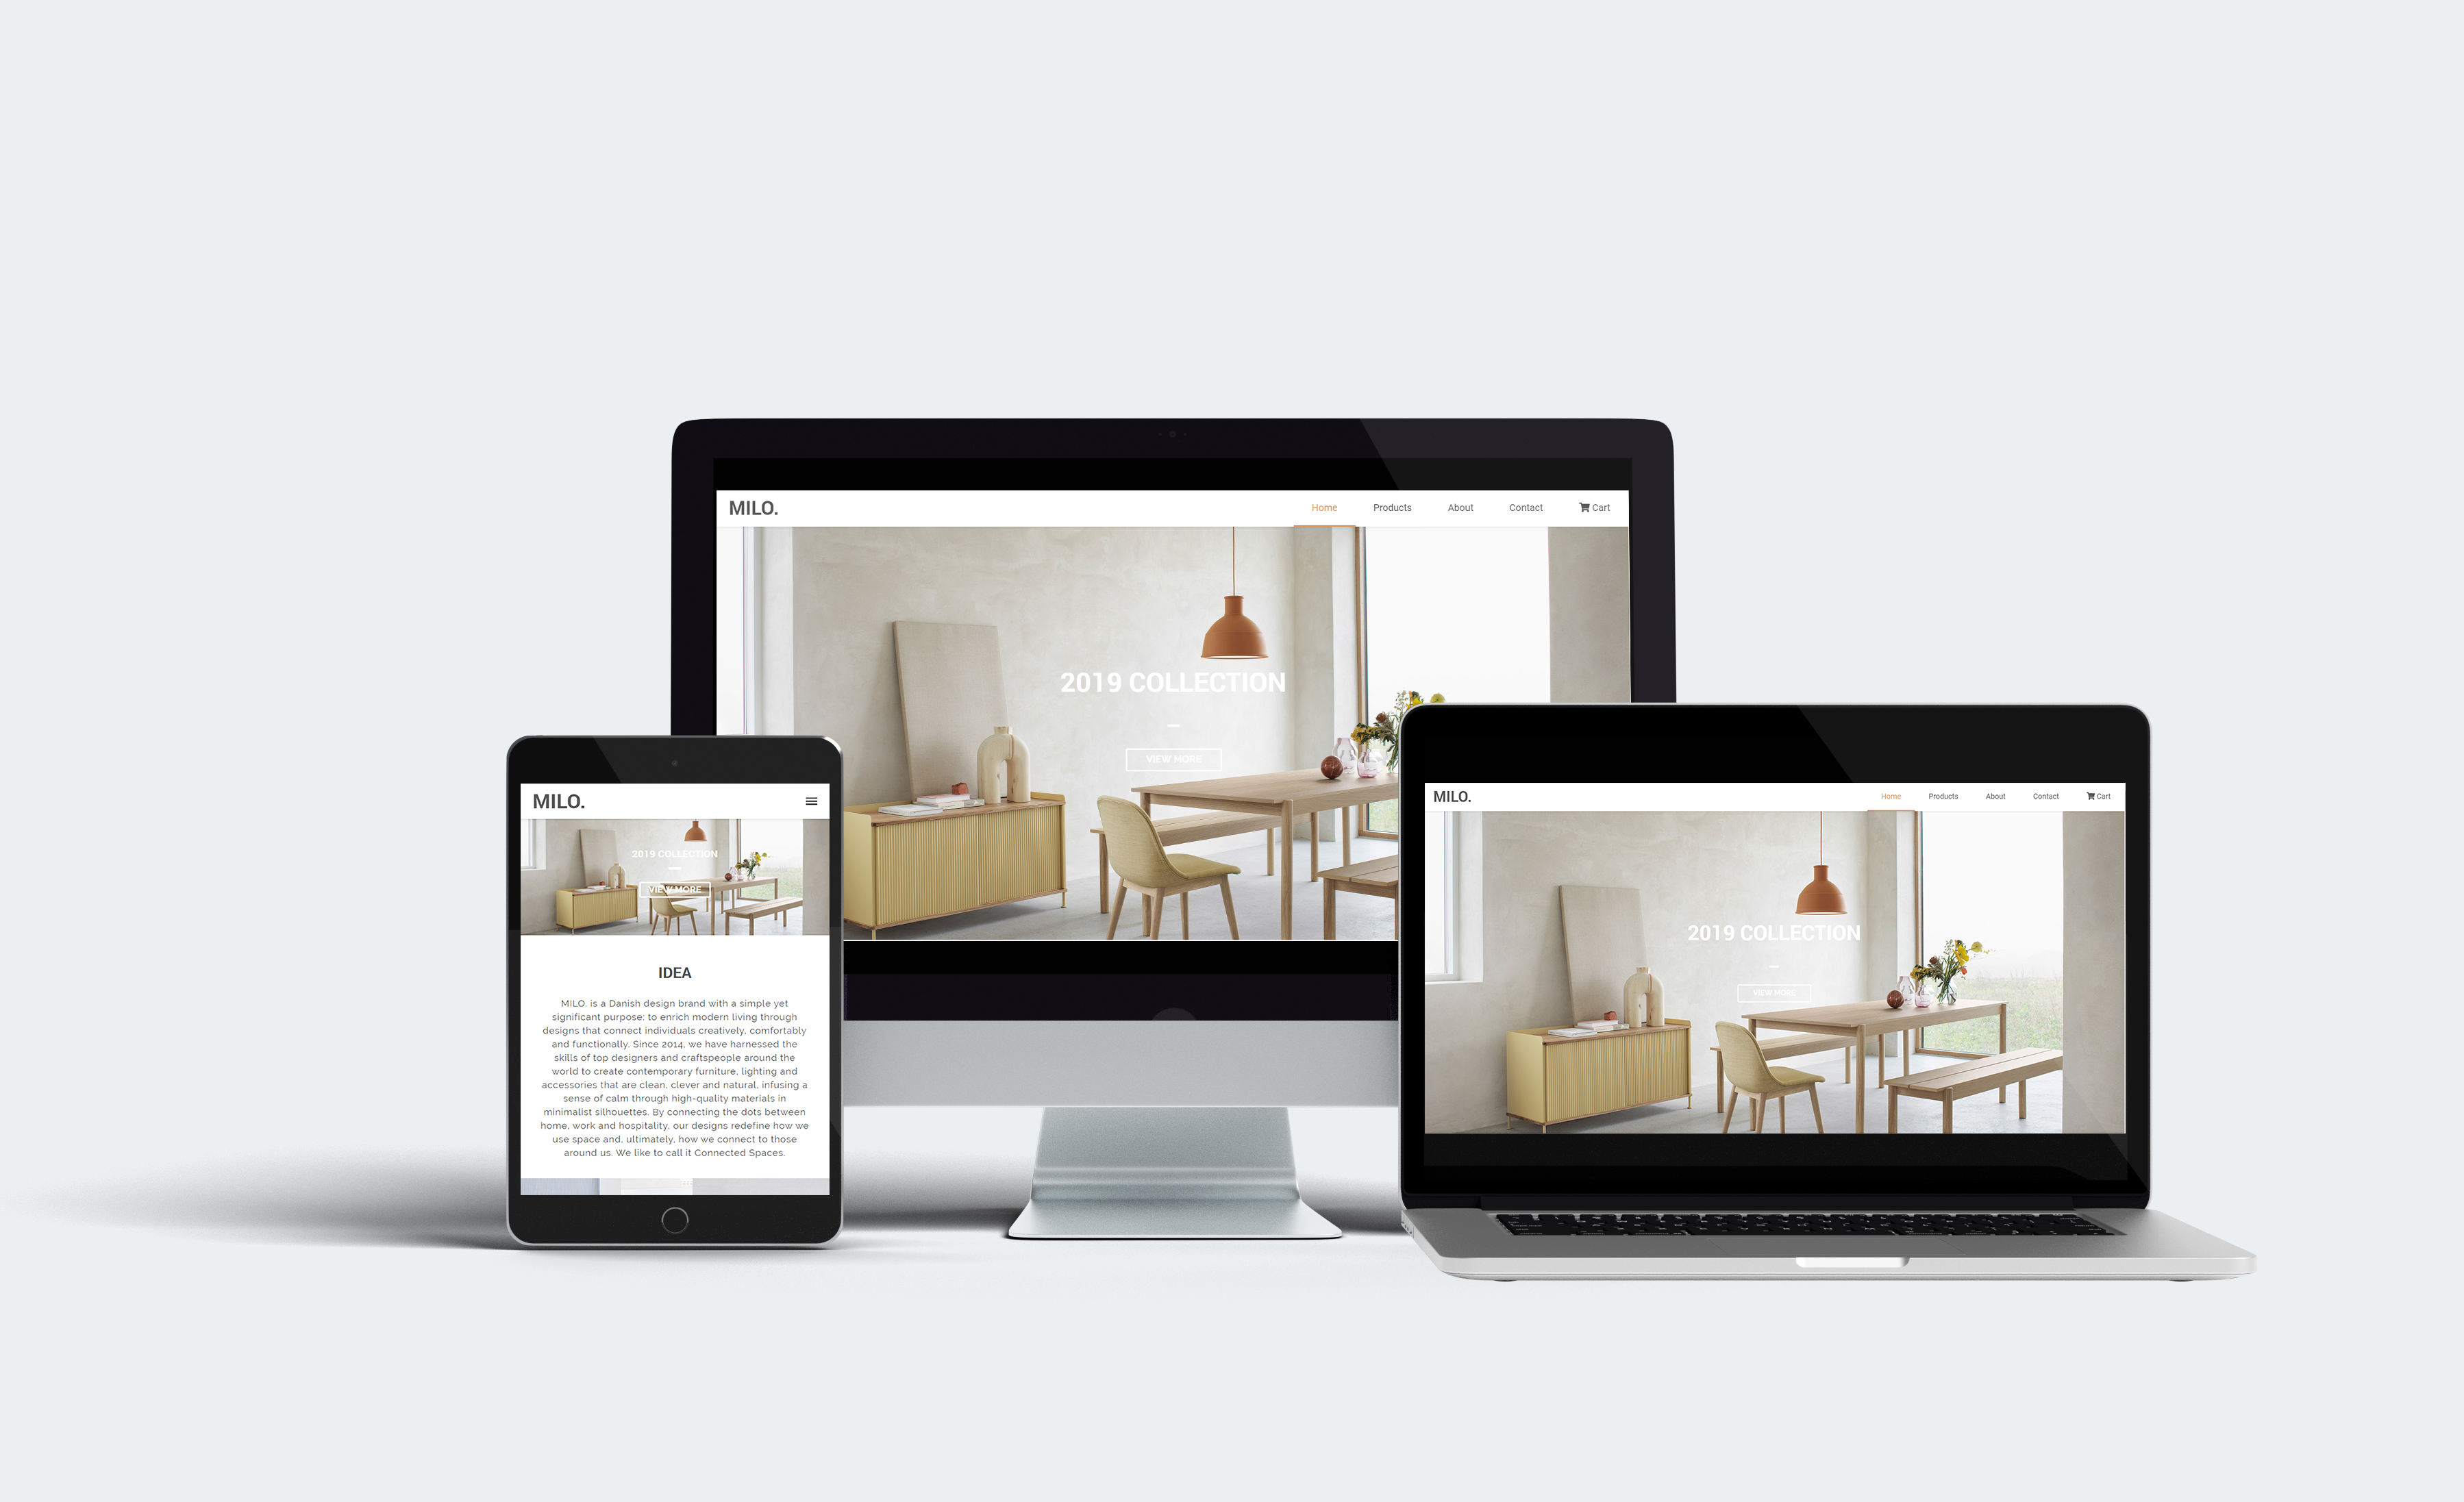 MILO.
Home Products About Contact Cart
2019 COLLECTION
VIEW MORE
MILO.
2019 COLLECTION
VIEW MORE
IDEA
MILO. is a Danish design brand with a simple yet
significant purpose: to enrich modern living through
designs that connect individuals creatively, comfortably
and functionally. Since 2014, we have harnessed the
skills of top designers and craftspeople around the
world to create contemporary furniture, lighting and
accessories that are clean, clever and natural, infusing a
sense of calm through high-quality materials in
minimalist silhouettes. By connecting the dots between
home, work and hospitality, our designs redefine how we
use space and, ultimately, how we connect to those
around us. We like to call it Connected Spaces.
MILO.
Home Products About Contact Cart
2019 COLLECTION
VIEW MORE